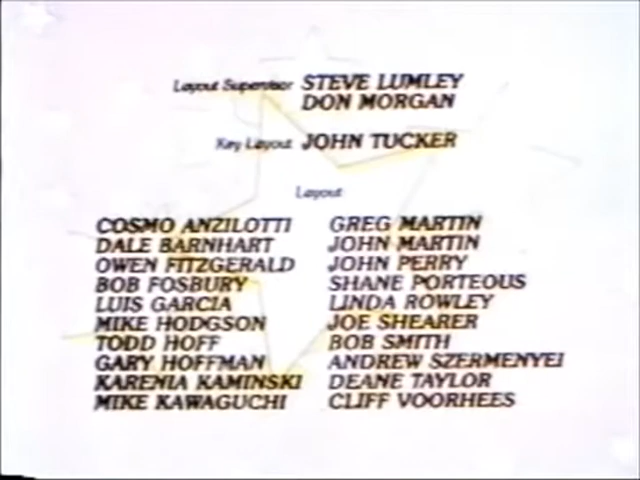 Layout Supervisor STEVE LUMLEY
DON MORGAN
Key Layout JOHN TUCKER
Layout
COSMO ANZILOTTI GREG MARTIN
DALE BARNHART JOHN MARTIN
OWEN FITZGERALD JOHN PERRY
BOB FOSBURY SHANE PORTEOUS
LUIS GARCIA LINDA ROWLEY
MIKE HODGSON JOE SHEARER
TODD HOFF BOB SMITH
GARY HOFFMAN ANDREW SZERMENYEI
KARENIA KAMINSKI DEANE TAYLOR
MIKE KAWAGUCHI CLIFF VOORHEES